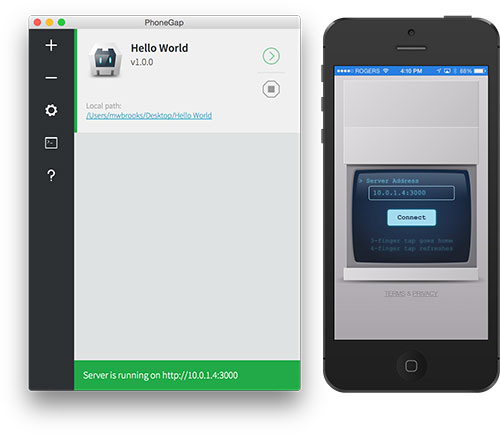 PhoneGap
Hello World
v1.0.0
Local path:
/Users/mwbrooks/Desktop/Hello World
?
Server is running on http://10.0.1.4:3000
ROGERS
4:10 PM
88%
> Server Address
10.0.1.4:3000
Connect
3-finger tap goes home
4-finger tap refreshes
TERMS & PRIVACY